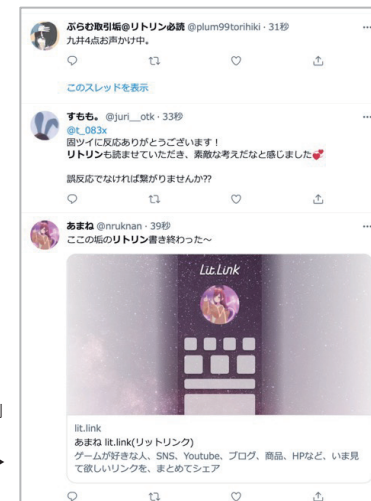 ぷらむ取引垢@リトリン必読 @plum99torihiki · 31秒
九井4点お声かけ中。
このスレッドを表示
すもも。 @juri__otk · 33秒
@t_083x
固ツイに反応ありがとうございます！
リトリンも読ませていただき、素敵な考えだなと感じました💕
誤反応でなければ繋がりませんか??
あまね @nruknan · 39秒
ここの垢のリトリン書き終わった〜
Lit.Link
lit.link
あまね lit.link(リットリンク)
ゲームが好きな人、SNS、Youtube、ブログ、商品、HPなど、いま見
て欲しいリンクを、まとめてシェア